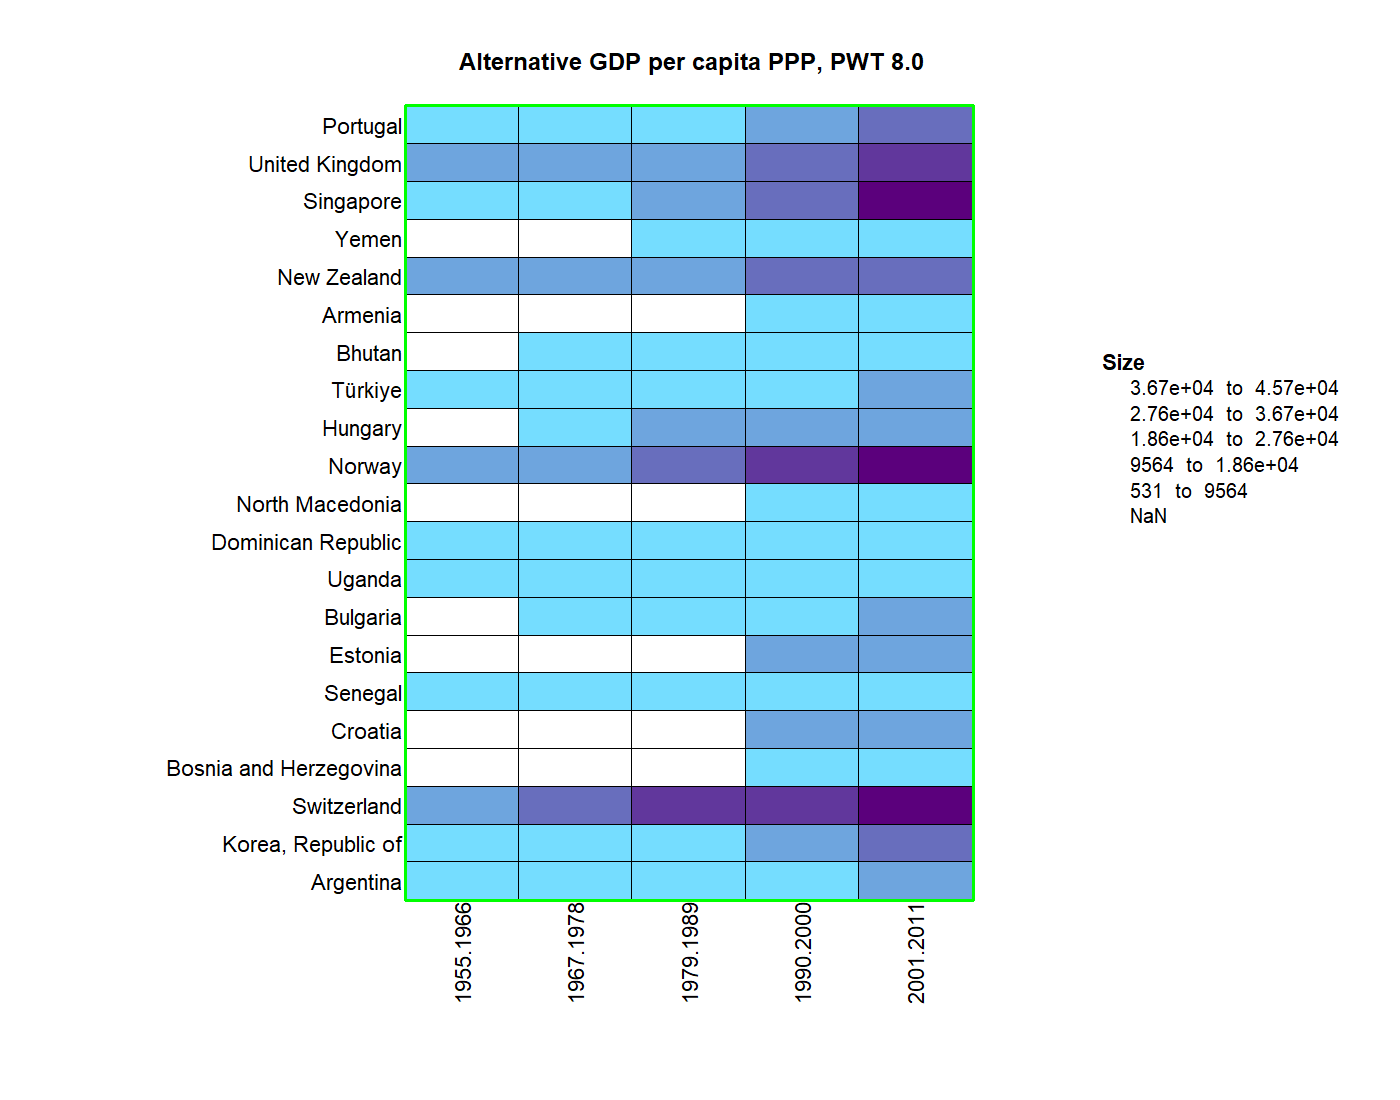 Alternative GDP per capita PPP, PWT 8.0
Portugal
United Kingdom
Singapore
Yemen
New Zealand
Armenia
Bhutan
Türkiye
Hungary
Norway
North Macedonia
Dominican Republic
Uganda
Bulgaria
Estonia
Senegal
Croatia
Bosnia and Herzegovina
Switzerland
Korea, Republic of
Argentina
1955.1966
1967.1978
1979.1989
1990.2000
2001.2011
Size
3.67e+04 to 4.57e+04
2.76e+04 to 3.67e+04
1.86e+04 to 2.76e+04
9564 to 1.86e+04
531 to 9564
NaN